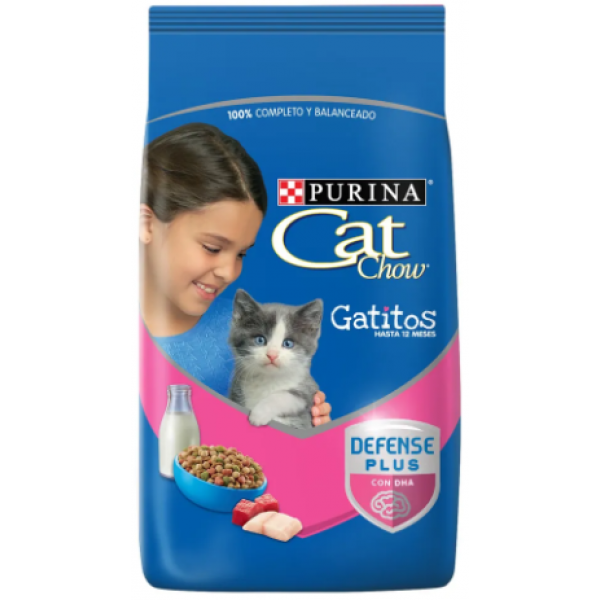 100% COMPLETO Y BALANCEADO
PURINA®
Cat
Chow®
Gatitos
HASTA 12 MESES
DEFENSE
PLUS
CON DHA